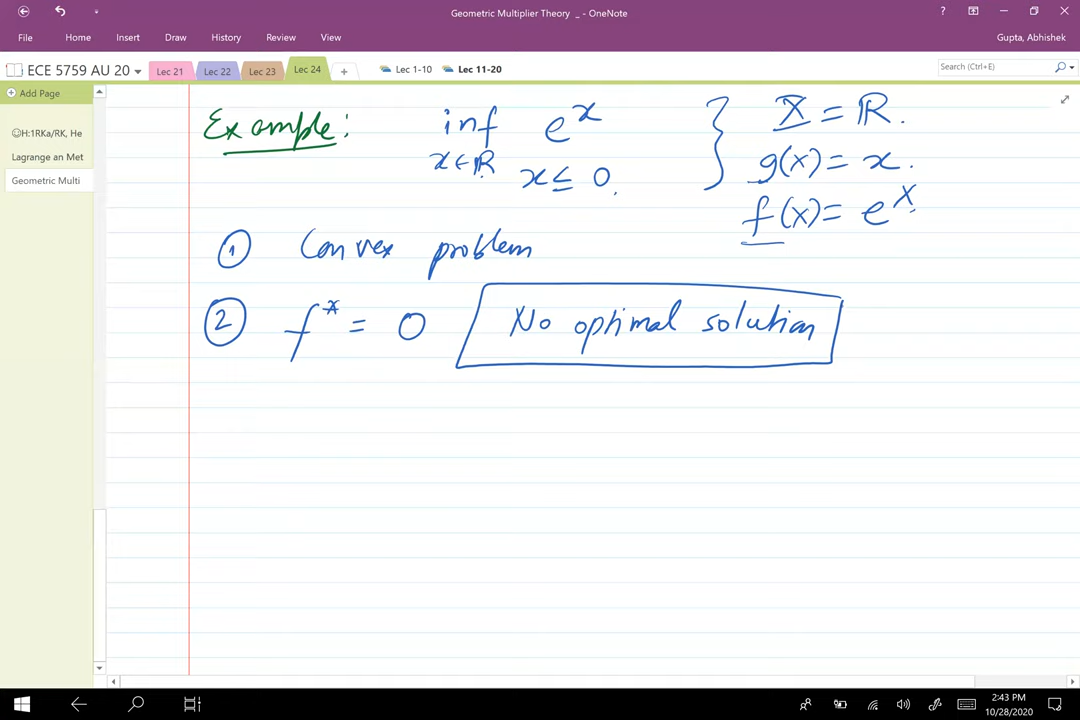 Geometric Multiplier Theory _ - OneNote
?
File Home Insert Draw History Review View
Gupta, Abhishek
ECE 5759 AU 20
Lec 21 Lec 22 Lec 23 Lec 24 +
Lec 1-10 Lec 11-20
Search (Ctrl+E)
Add Page
H:1RKa/RK, He
Lagrange an Met
Geometric Multi
Example: inf e^x } X = ℝ.
x∈ℝ x ≤ 0. g(x) = x.
f(x) = e^x.
① Convex problem
② f* = 0 No optimal solution
2:43 PM
10/28/2020